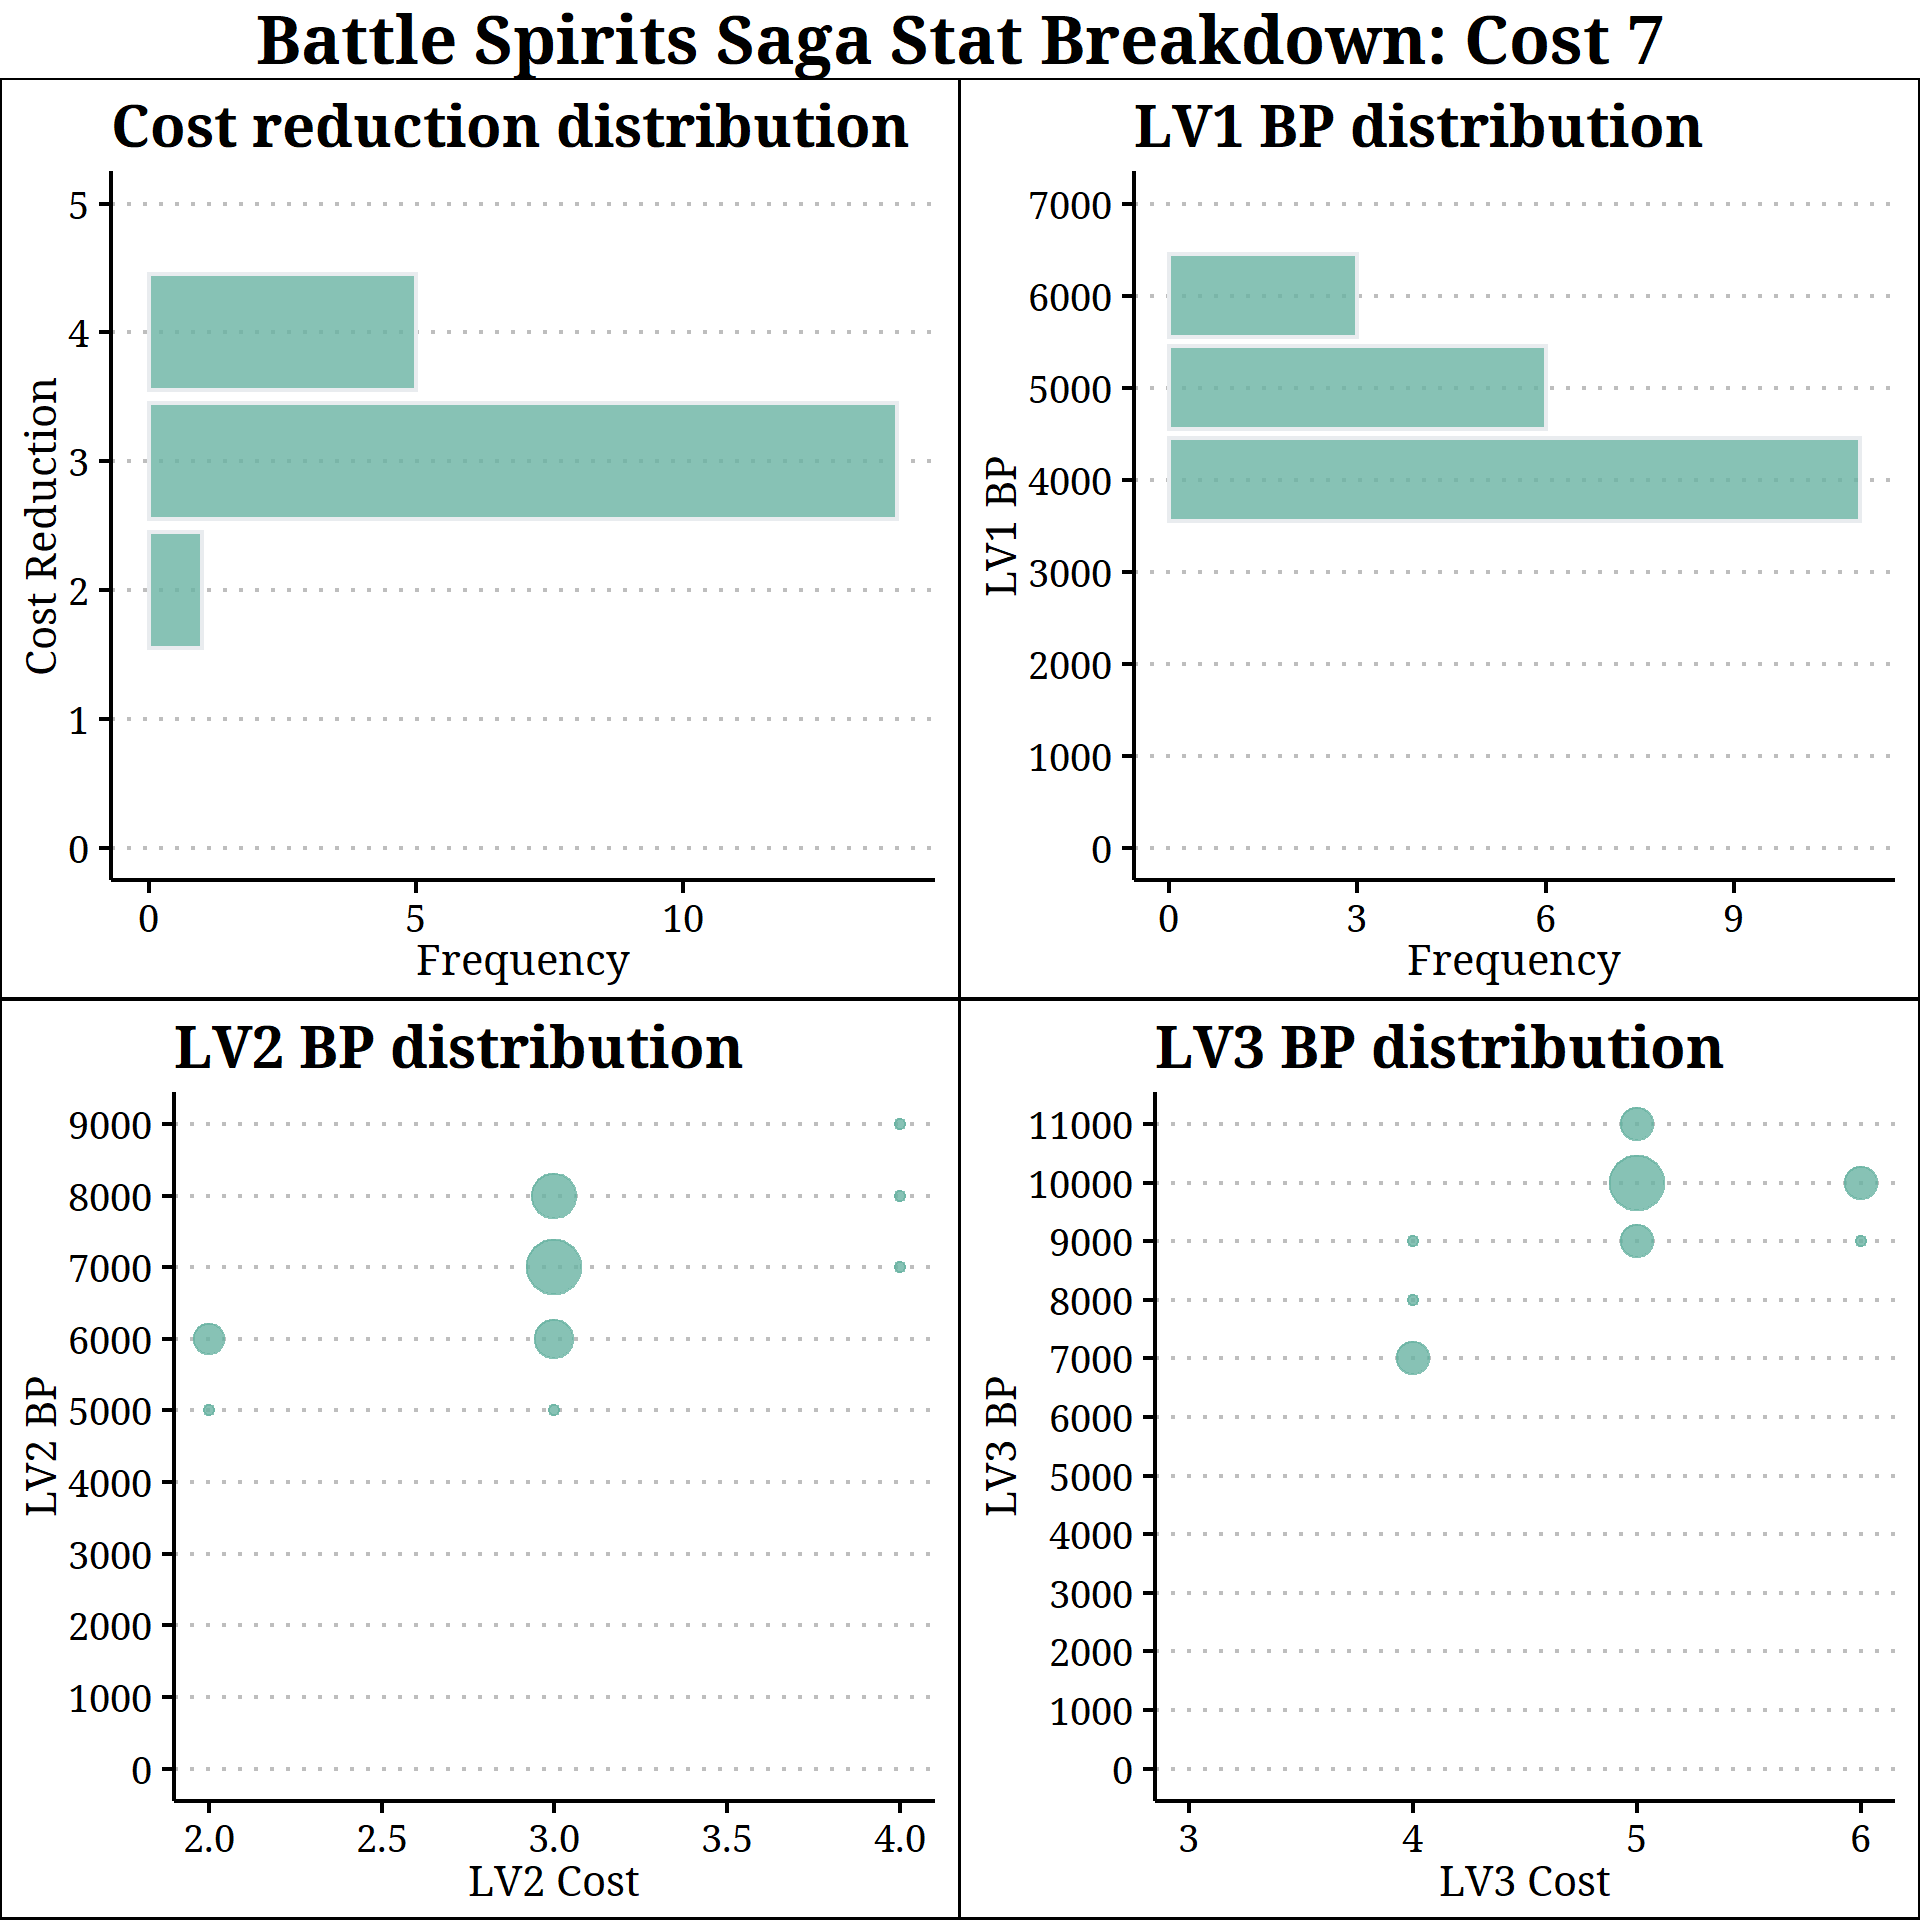 Battle Spirits Saga Stat Breakdown: Cost 7
Cost reduction distribution
5
4
3
2
1
0
Cost Reduction
0 5 10
Frequency
LV1 BP distribution
7000
6000
5000
4000
3000
2000
1000
0
LV1 BP
0 3 6 9
Frequency
LV2 BP distribution
9000
8000
7000
6000
5000
4000
3000
2000
1000
0
LV2 BP
2.0 2.5 3.0 3.5 4.0
LV2 Cost
LV3 BP distribution
11000
10000
9000
8000
7000
6000
5000
4000
3000
2000
1000
0
LV3 BP
3 4 5 6
LV3 Cost